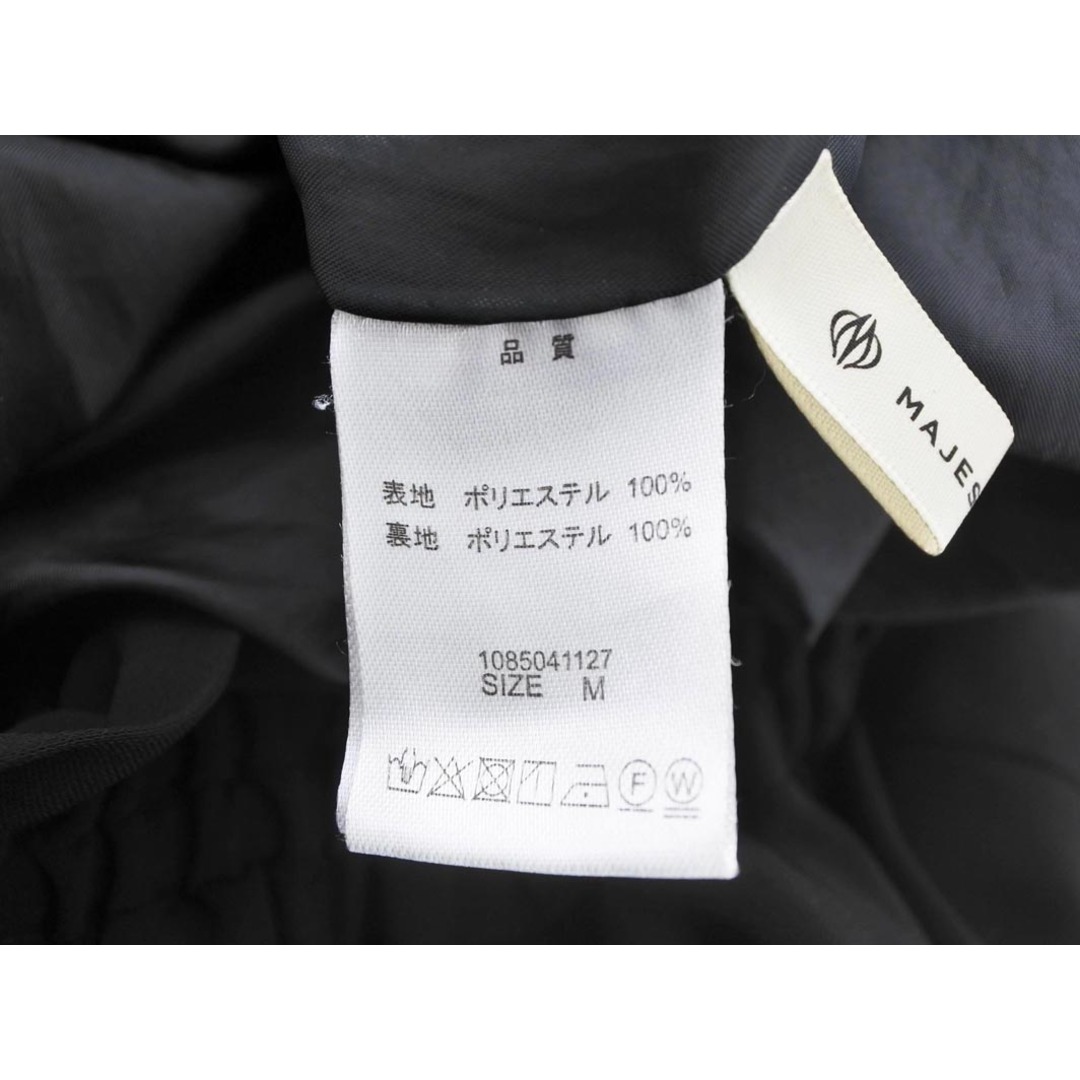 品質
表地 ポリエステル 100%
裏地 ポリエステル 100%
1085041127
SIZE M
F W
MAJES